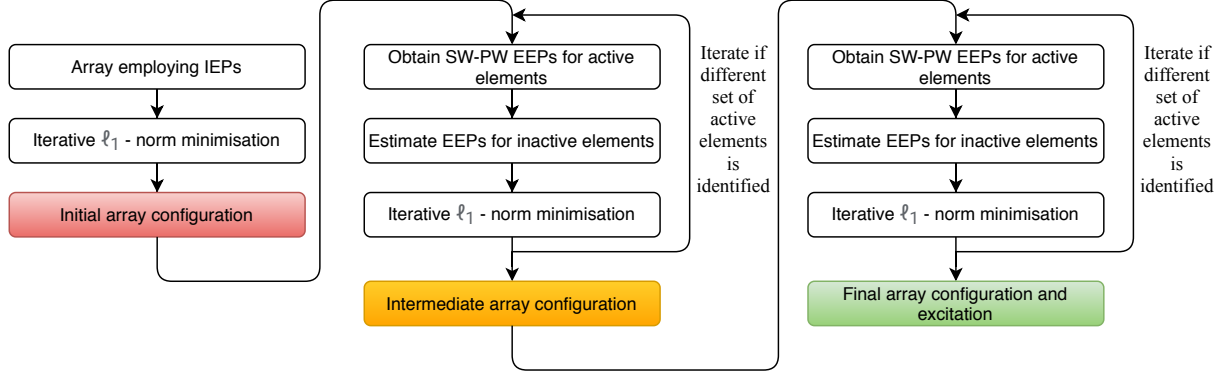 Array employing IEPs
Iterative ℓ₁ - norm minimisation
Initial array configuration
Obtain SW-PW EEPs for active
elements
Estimate EEPs for inactive elements
Iterative ℓ₁ - norm minimisation
Intermediate array configuration
Iterate if
different
set of
active
elements
is
identified
Obtain SW-PW EEPs for active
elements
Estimate EEPs for inactive elements
Iterative ℓ₁ - norm minimisation
Final array configuration and
excitation
Iterate if
different
set of
active
elements
is
identified